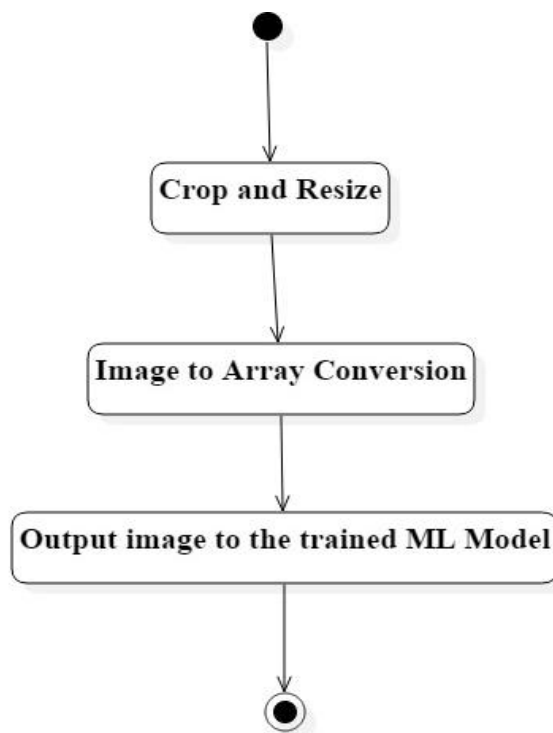 Crop and Resize
Image to Array Conversion
Output image to the trained ML Model